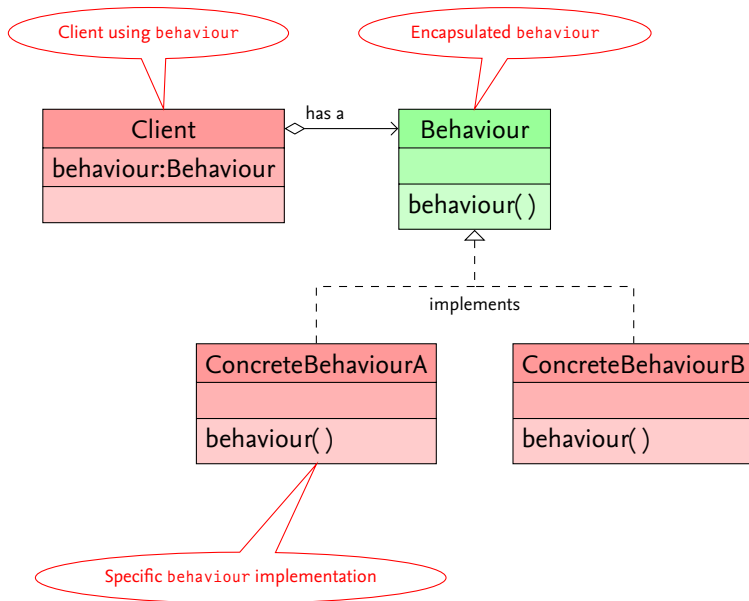 Client using behaviour
Encapsulated behaviour
Client
has a
Behaviour
behaviour:Behaviour
behaviour()
implements
ConcreteBehaviourA
ConcreteBehaviourB
behaviour()
behaviour()
Specific behaviour implementation